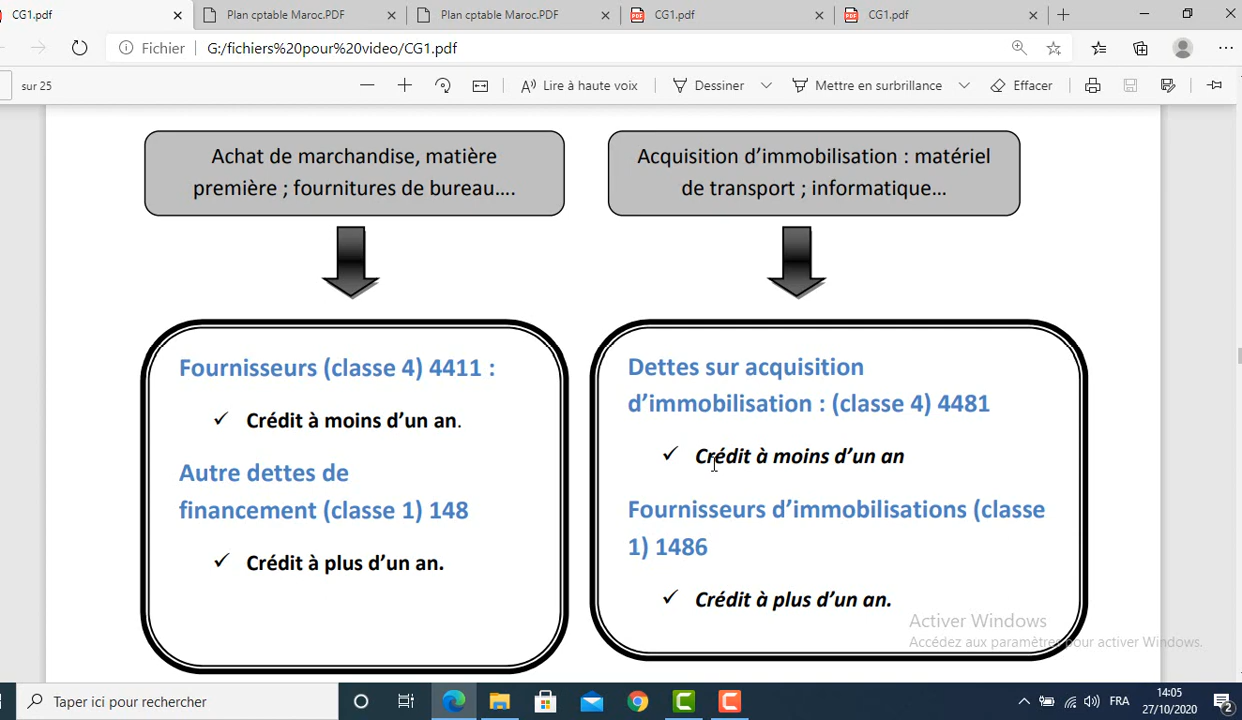 CG1.pdf
Plan cptable Maroc.PDF
Plan cptable Maroc.PDF
CG1.pdf
CG1.pdf
Fichier
G:/fichiers%20pour%20video/CG1.pdf
sur 25
Lire à haute voix
Dessiner
Mettre en surbrillance
Effacer
Achat de marchandise, matière
première ; fournitures de bureau….
Acquisition d’immobilisation : matériel
de transport ; informatique…
Fournisseurs (classe 4) 4411 :
✓ Crédit à moins d’un an.
Autre dettes de
financement (classe 1) 148
✓ Crédit à plus d’un an.
Dettes sur acquisition
d’immobilisation : (classe 4) 4481
✓ Crédit à moins d’un an
Fournisseurs d’immobilisations (classe
1) 1486
✓ Crédit à plus d’un an.
Activer Windows
Accédez aux paramètres pour activer Windows.
Taper ici pour rechercher
FRA
14:05
27/10/2020
2